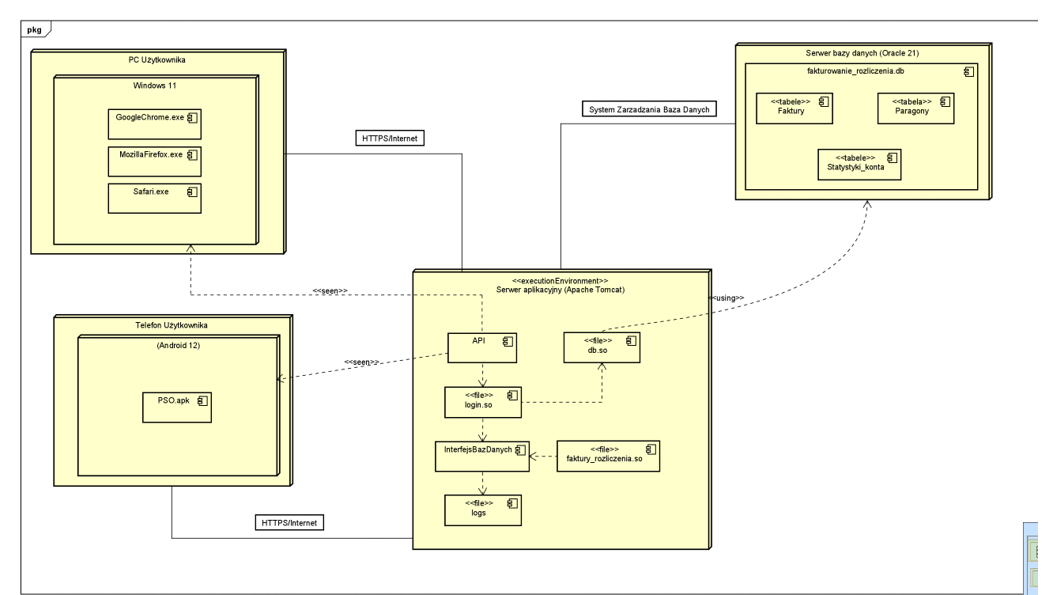 pkg
PC Użytkownika
Windows 11
GoogleChrome.exe
MozillaFirefox.exe
Safari.exe
HTTPS/Internet
System Zarzadzania Baza Danych
Serwer bazy danych (Oracle 21)
fakturowanie_rozliczenia.db
<<tabele>>
Faktury
<<tabela>>
Paragony
<<tabele>>
Statystyki_konta
<<seen>>
<<using>>
Telefon Użytkownika
(Android 12)
PSO.apk
<<seen>>
HTTPS/Internet
<<executionEnvironment>>
Serwer aplikacyjny (Apache Tomcat)
API
<<file>>
db.so
<<file>>
login.so
InterfejsBazDanych
<<file>>
faktury_rozliczenia.so
<<file>>
logs